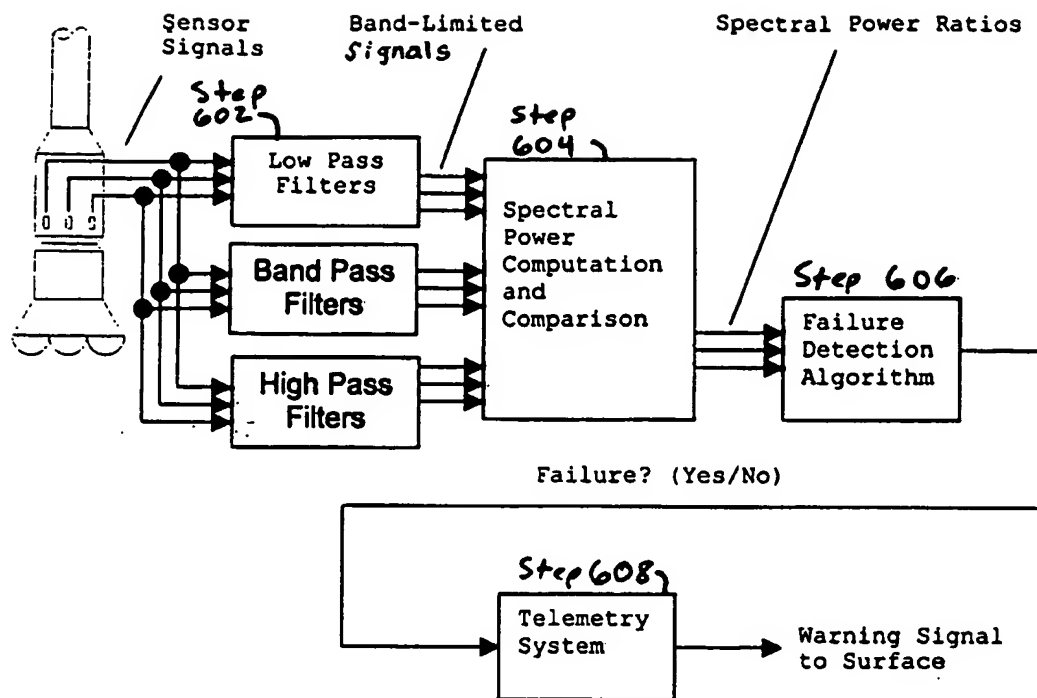 Sensor
Signals
Band-Limited
Signals
Spectral Power Ratios
Step
602
Low Pass
Filters
Step
604
Spectral
Power
Computation
and
Comparison
Band Pass
Filters
High Pass
Filters
Step 606
Failure
Detection
Algorithm
Failure? (Yes/No)
Step 608
Telemetry
System
Warning Signal
to Surface